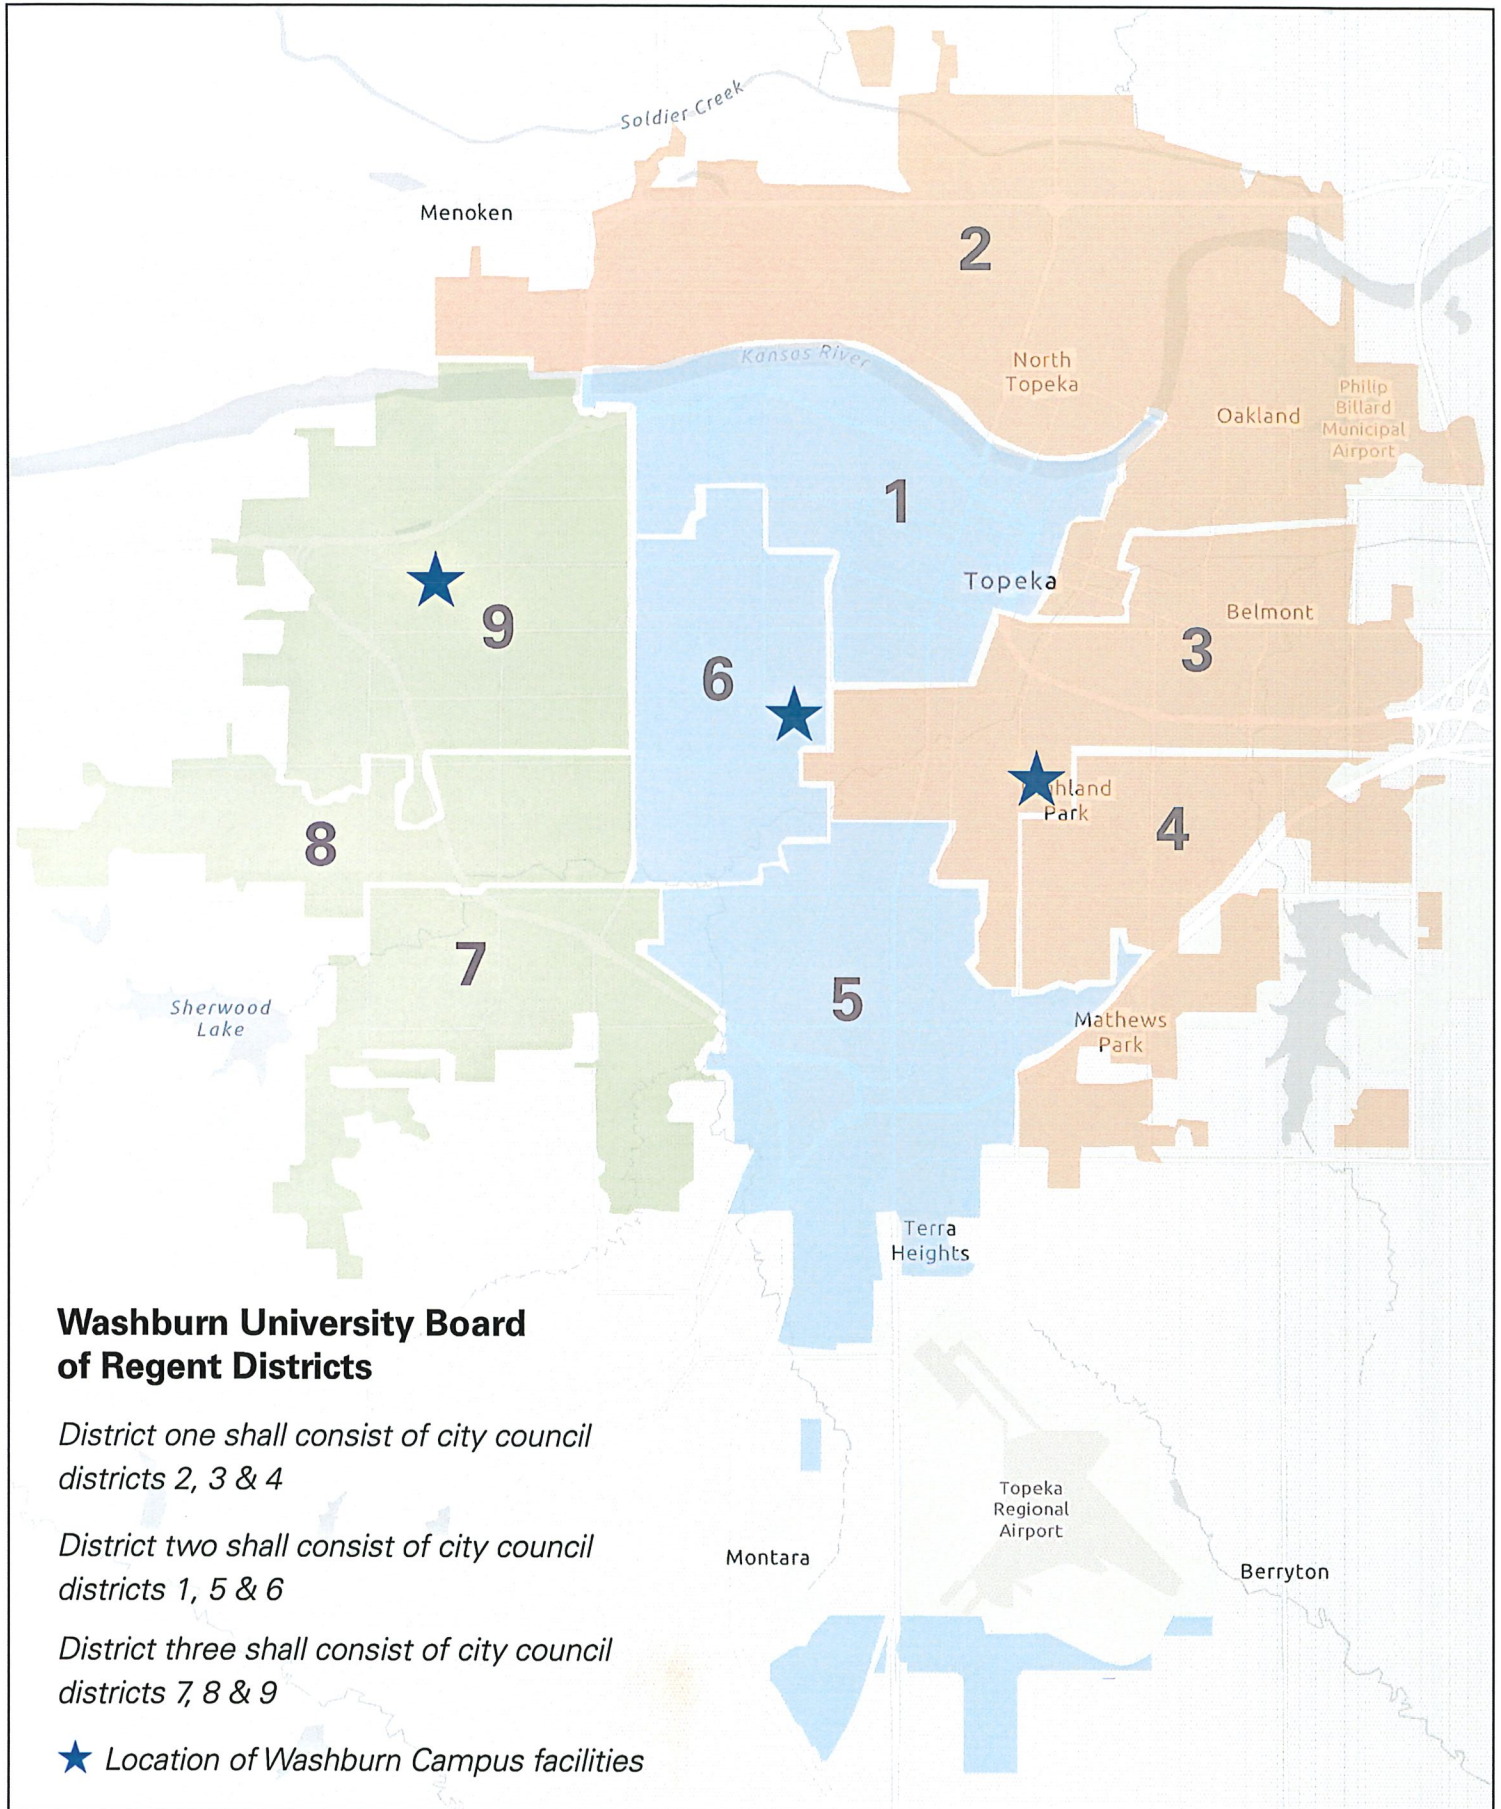 Soldier Creek
Menoken
2
Kansas River
North
Topeka
Oakland
Philip
Billard
Municipal
Airport
1
Topeka
Belmont
9
3
6
hland
Park
4
8
7
5
Sherwood
Lake
Mathews
Park
Terra
Heights
Washburn University Board
of Regent Districts
District one shall consist of city council
districts 2, 3 & 4
District two shall consist of city council
districts 1, 5 & 6
District three shall consist of city council
districts 7, 8 & 9
Location of Washburn Campus facilities
Topeka
Regional
Airport
Montara
Berryton